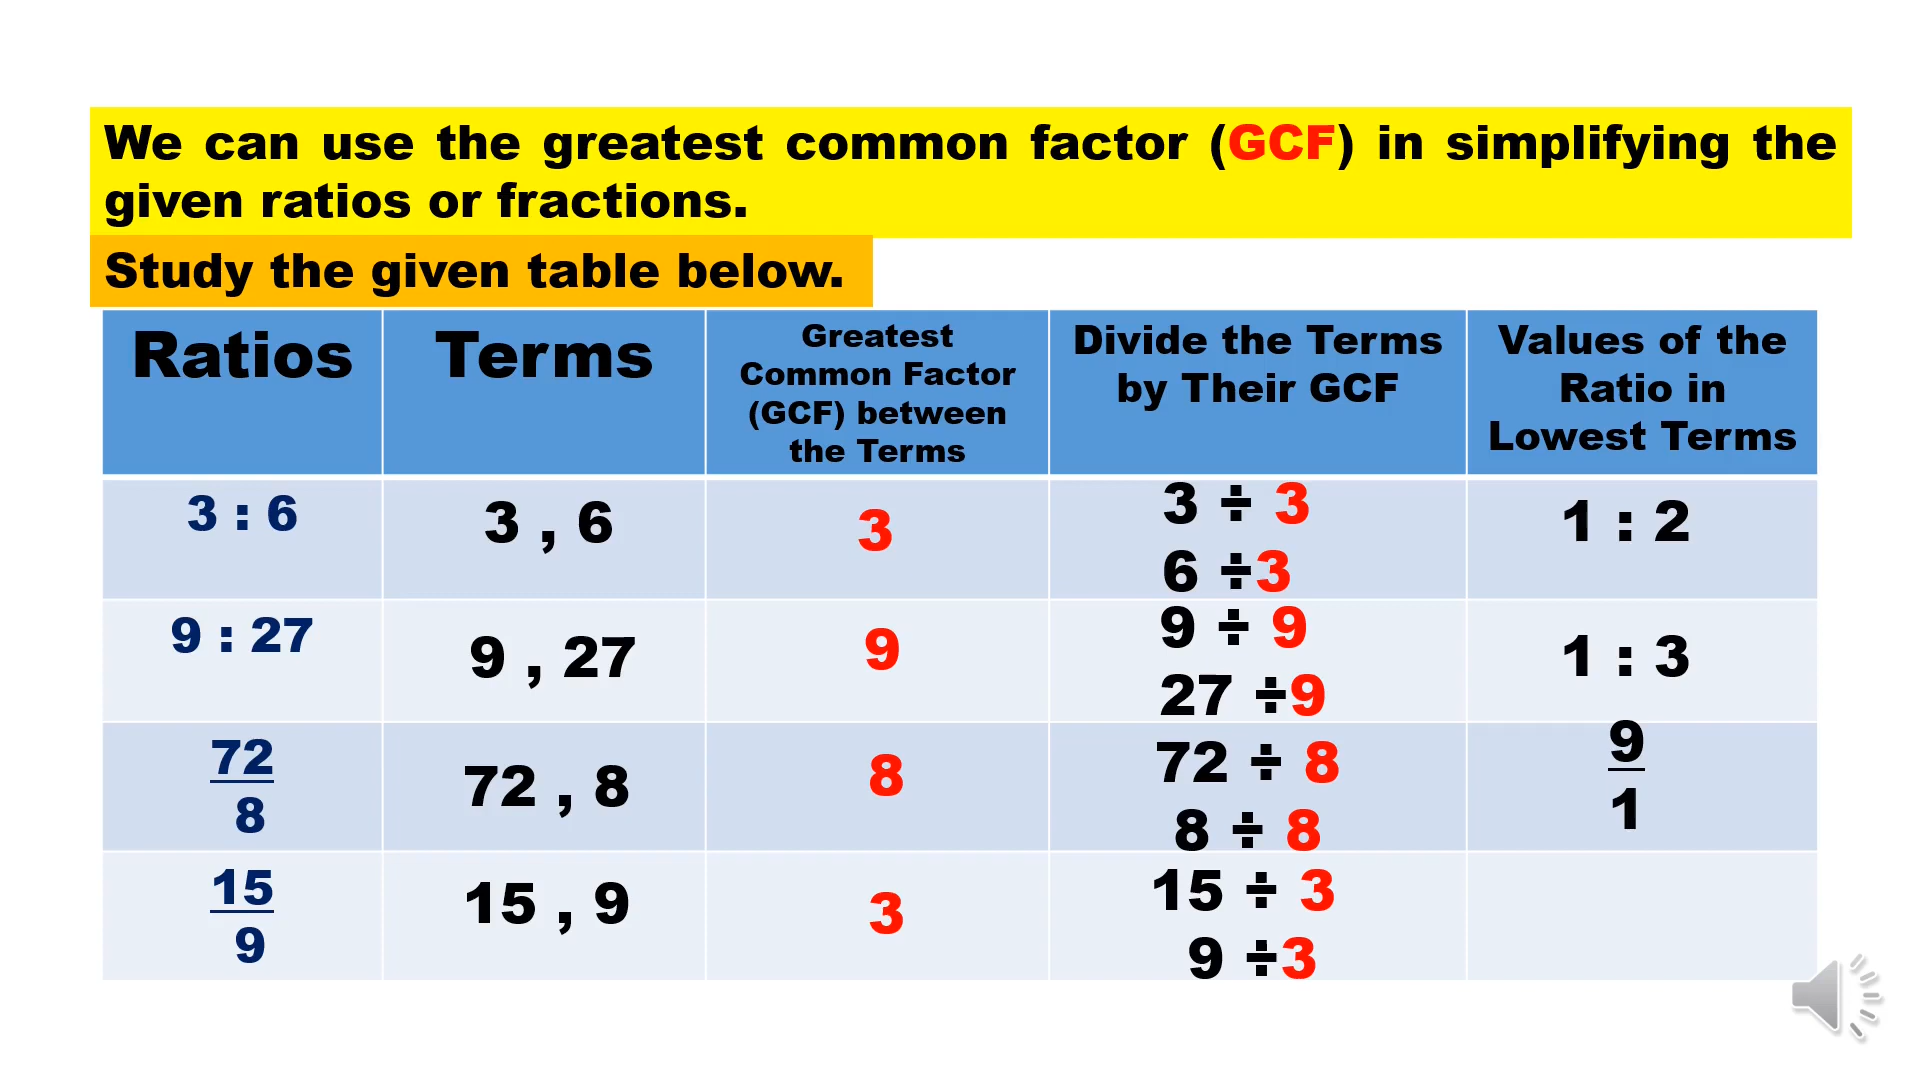 We can use the greatest common factor (GCF) in simplifying the
given ratios or fractions.
Study the given table below.
Ratios
Terms
Greatest
Common Factor
(GCF) between
the Terms
Divide the Terms
by Their GCF
Values of the
Ratio in
Lowest Terms
3 : 6
3 , 6
3
3 ÷ 3
6 ÷3
1 : 2
9 : 27
9 , 27
9
9 ÷ 9
27 ÷9
1 : 3
72
8
72 , 8
8
72 ÷ 8
8 ÷ 8
9
1
15
9
15 , 9
3
15 ÷ 3
9 ÷3